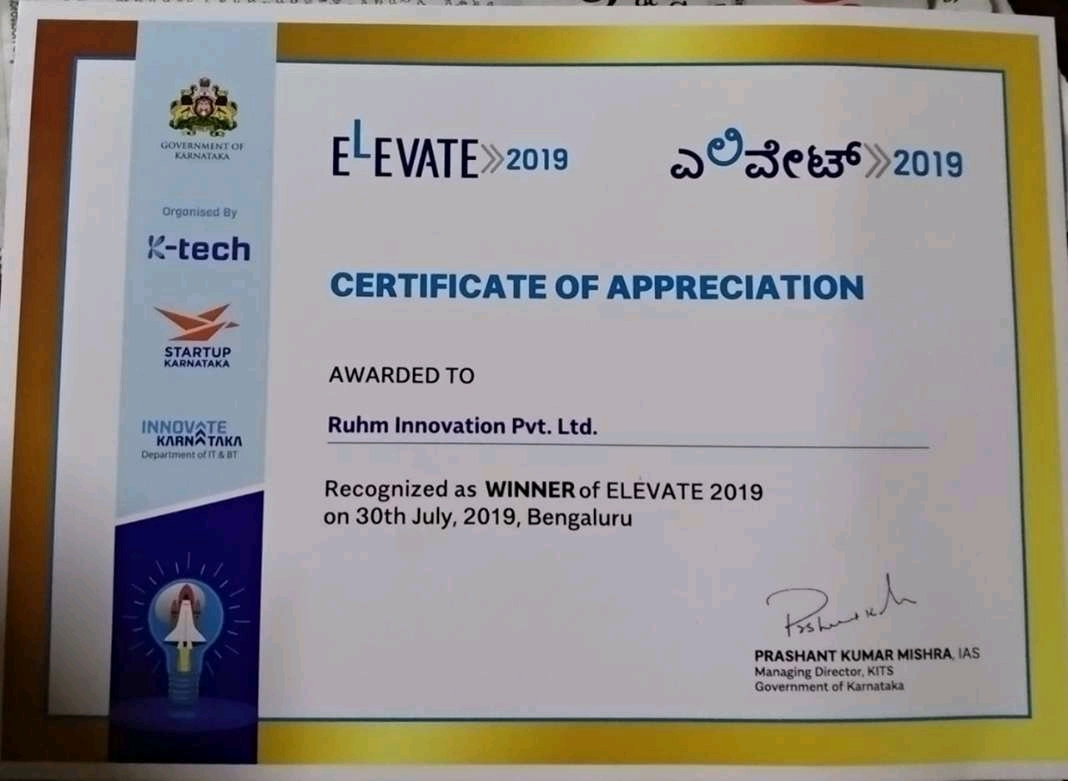 GOVERNMENT OF
KARNATAKA
Organised By
K-tech
STARTUP
KARNATAKA
INNOVATE
KARNATAKA
Department of IT & BT
ELEVATE 2019
ಎಲಿವೇಟ್ 2019
CERTIFICATE OF APPRECIATION
AWARDED TO
Ruhm Innovation Pvt. Ltd.
Recognized as WINNER of ELEVATE 2019
on 30th July, 2019, Bengaluru
PRASHANT KUMAR MISHRA, IAS
Managing Director, KITS
Government of Karnataka